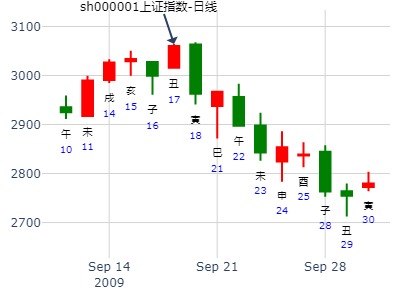 sh000001上证指数-日线
3100
3000
2900
2800
2700
午
10
未
11
戌
14
亥
15
子
16
丑
17
寅
18
巳
21
午
22
未
23
申
24
酉
25
子
28
丑
29
寅
30
Sep 14
2009
Sep 21
Sep 28